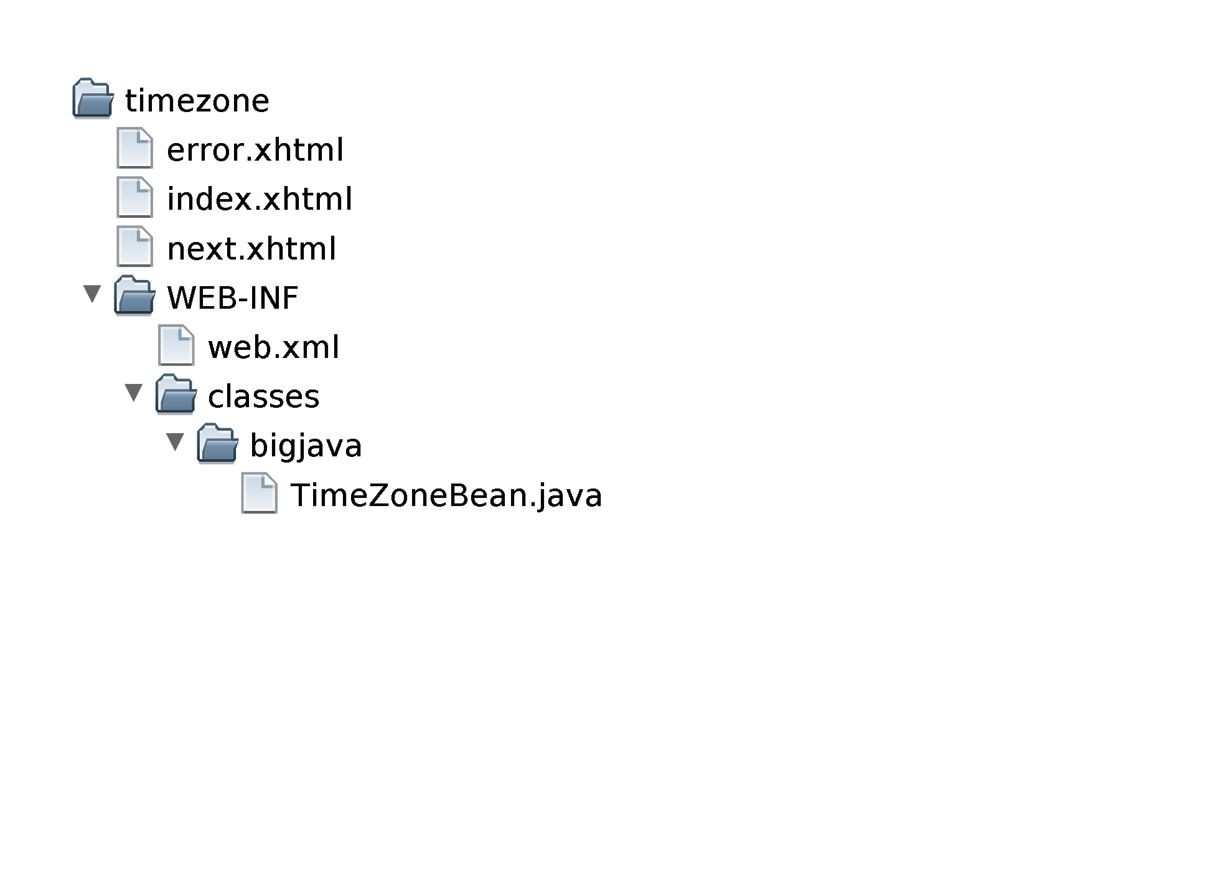 timezone
error.xhtml
index.xhtml
next.xhtml
WEB-INF
web.xml
classes
bigjava
TimeZoneBean.java